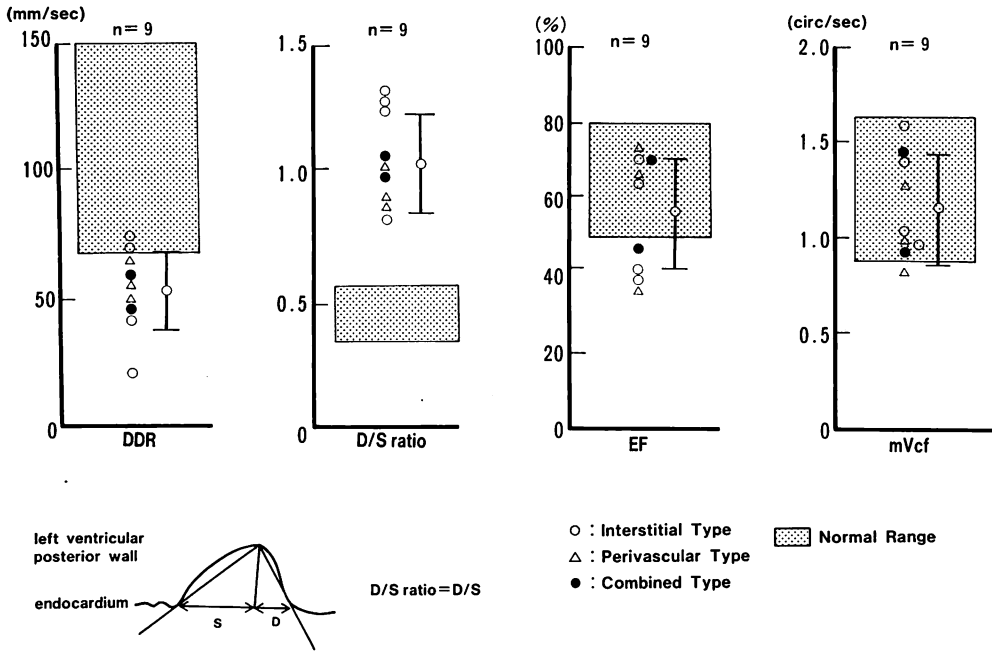 (mm/sec)
n= 9
150
100
50
0
DDR
n= 9
1.5
1.0
0.5
0
D/S ratio
(%)
n= 9
100
80
60
40
20
0
EF
(circ/sec)
n= 9
2.0
1.5
1.0
0.5
0
mVcf
left ventricular
posterior wall
endocardium
S
D
D/S ratio=D/S
: Interstitial Type
: Perivascular Type
: Combined Type
: Normal Range